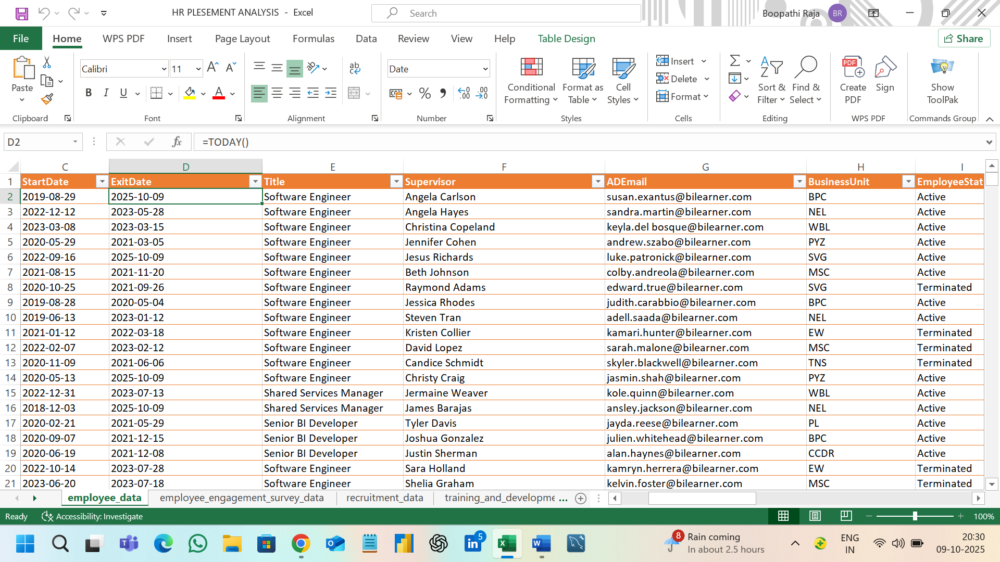 HR PLESEMENT ANALYSIS - Excel
Search
Boopathi Raja BR
File Home WPS PDF Insert Page Layout Formulas Data Review View Help Table Design Share
Paste
Clipboard
Calibri 11
B I U
Font
ab
Alignment
Date
% , .00 .00
Number
Conditional Formatting
Format as Table
Cell Styles
Styles
Insert
Delete
Format
Cells
Sort & Filter
Find & Select
Editing
Create PDF
Sign
WPS PDF
Show ToolPak
Commands Group
D2 fx =TODAY()
C D E F G H I
1 StartDate ExitDate Title Supervisor ADEmail BusinessUnit EmployeeStat
2 2019-08-29 2025-10-09 Software Engineer Angela Carlson susan.exantus@bilearner.com BPC Active
3 2022-12-12 2023-05-28 Software Engineer Angela Hayes sandra.martin@bilearner.com NEL Active
4 2023-03-08 2023-03-15 Software Engineer Christina Copeland keyla.del bosque@bilearner.com WBL Active
5 2020-05-29 2021-03-05 Software Engineer Jennifer Cohen andrew.szabo@bilearner.com PYZ Active
6 2022-09-16 2025-10-09 Software Engineer Jesus Richards luke.patronick@bilearner.com SVG Active
7 2021-08-15 2021-11-20 Software Engineer Beth Johnson colby.andreola@bilearner.com MSC Active
8 2020-10-25 2021-09-26 Software Engineer Raymond Adams edward.true@bilearner.com SVG Terminated
9 2019-08-28 2020-05-04 Software Engineer Jessica Rhodes judith.carabbio@bilearner.com BPC Active
10 2019-06-13 2023-01-12 Software Engineer Steven Tran adell.saada@bilearner.com NEL Active
11 2021-01-12 2022-03-18 Software Engineer Kristen Collier kamari.hunter@bilearner.com EW Terminated
12 2022-02-07 2023-02-12 Software Engineer David Lopez sarah.malone@bilearner.com MSC Terminated
13 2020-11-09 2021-06-06 Software Engineer Candice Schmidt skyler.blackwell@bilearner.com TNS Terminated
14 2020-05-13 2025-10-09 Software Engineer Christy Craig jasmin.shah@bilearner.com PYZ Active
15 2022-12-31 2023-07-13 Shared Services Manager Jermaine Weaver kole.quinn@bilearner.com WBL Active
16 2018-12-03 2025-10-09 Shared Services Manager James Barajas ansley.jackson@bilearner.com NEL Active
17 2020-02-21 2021-05-29 Senior BI Developer Tyler Davis jayda.reese@bilearner.com PL Active
18 2020-09-07 2021-12-15 Senior BI Developer Joshua Gonzalez julien.whitehead@bilearner.com BPC Active
19 2020-06-19 2021-12-08 Senior BI Developer Justin Sherman alan.haynes@bilearner.com CCDR Active
20 2022-10-14 2023-07-28 Software Engineer Sara Holland kamryn.herrera@bilearner.com EW Terminated
21 2023-06-20 2023-07-18 Software Engineer Shelia Graham kelvin.foster@bilearner.com MSC Terminated
employee_data employee_engagement_survey_data recruitment_data training_and_developme ...
Ready Accessibility: Investigate 100%
5
8
Rain coming
In about 2.5 hours
ENG
IN
20:30
09-10-2025